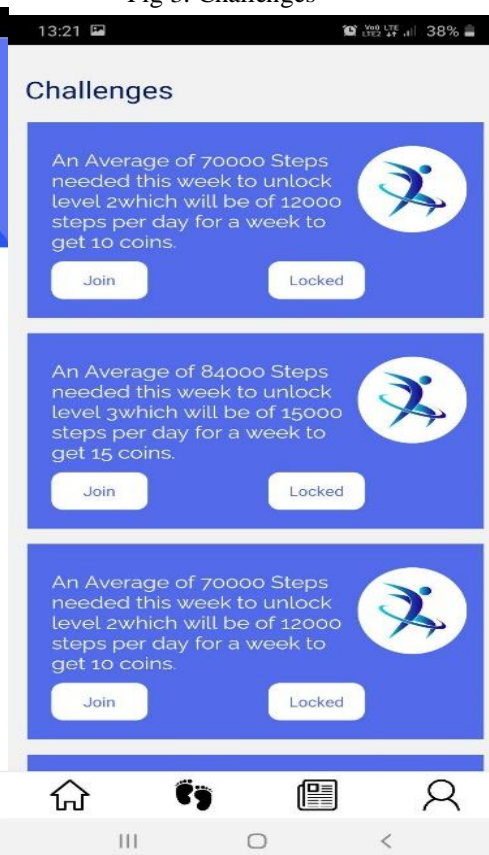 Fig 3. Challenges
13:21 VoO LTE LTE2 38%
Challenges
An Average of 70000 Steps
needed this week to unlock
level 2which will be of 12000
steps per day for a week to
get 10 coins.
Join Locked
An Average of 84000 Steps
needed this week to unlock
level 3which will be of 15000
steps per day for a week to
get 15 coins.
Join Locked
An Average of 70000 Steps
needed this week to unlock
level 2which will be of 12000
steps per day for a week to
get 10 coins.
Join Locked